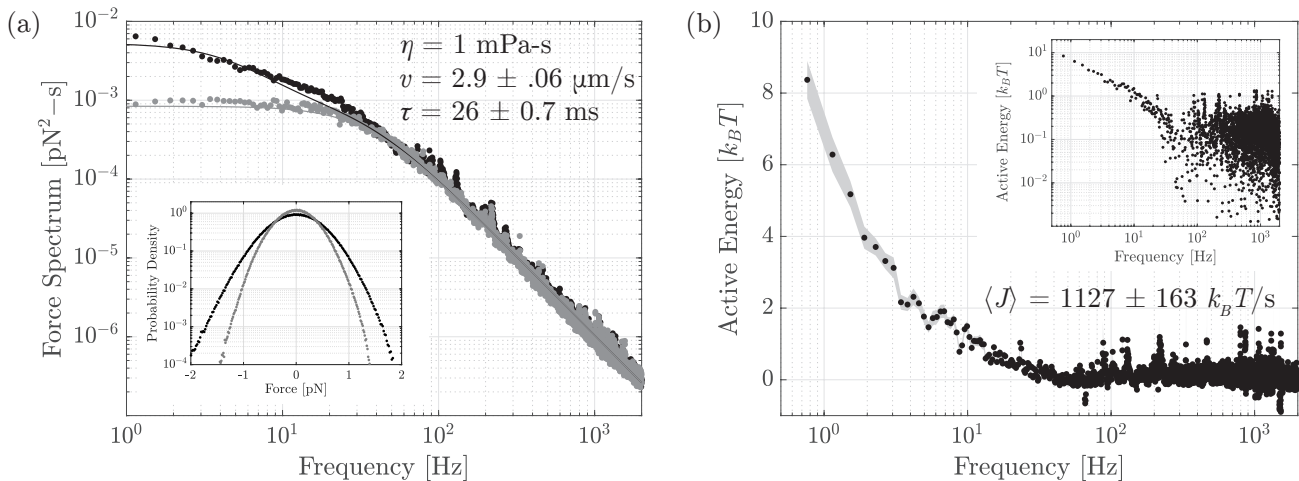 (a)
Force Spectrum [pN²−s]
10⁻²
10⁻³
10⁻⁴
10⁻⁵
10⁻⁶
η = 1 mPa-s
v = 2.9 ± .06 μm/s
τ = 26 ± 0.7 ms
Probability Density
10⁰
10⁻¹
10⁻²
10⁻³
10⁻⁴
-2 -1 0 1 2
Force [pN]
10⁰ 10¹ 10² 10³
Frequency [Hz]
(b)
Active Energy [k_BT]
10
8
6
4
2
0
Active Energy [k_BT]
10¹
10⁰
10⁻¹
10⁻²
10⁰ 10¹ 10² 10³
Frequency [Hz]
⟨J⟩ = 1127 ± 163 k_BT/s
10⁰ 10¹ 10² 10³
Frequency [Hz]